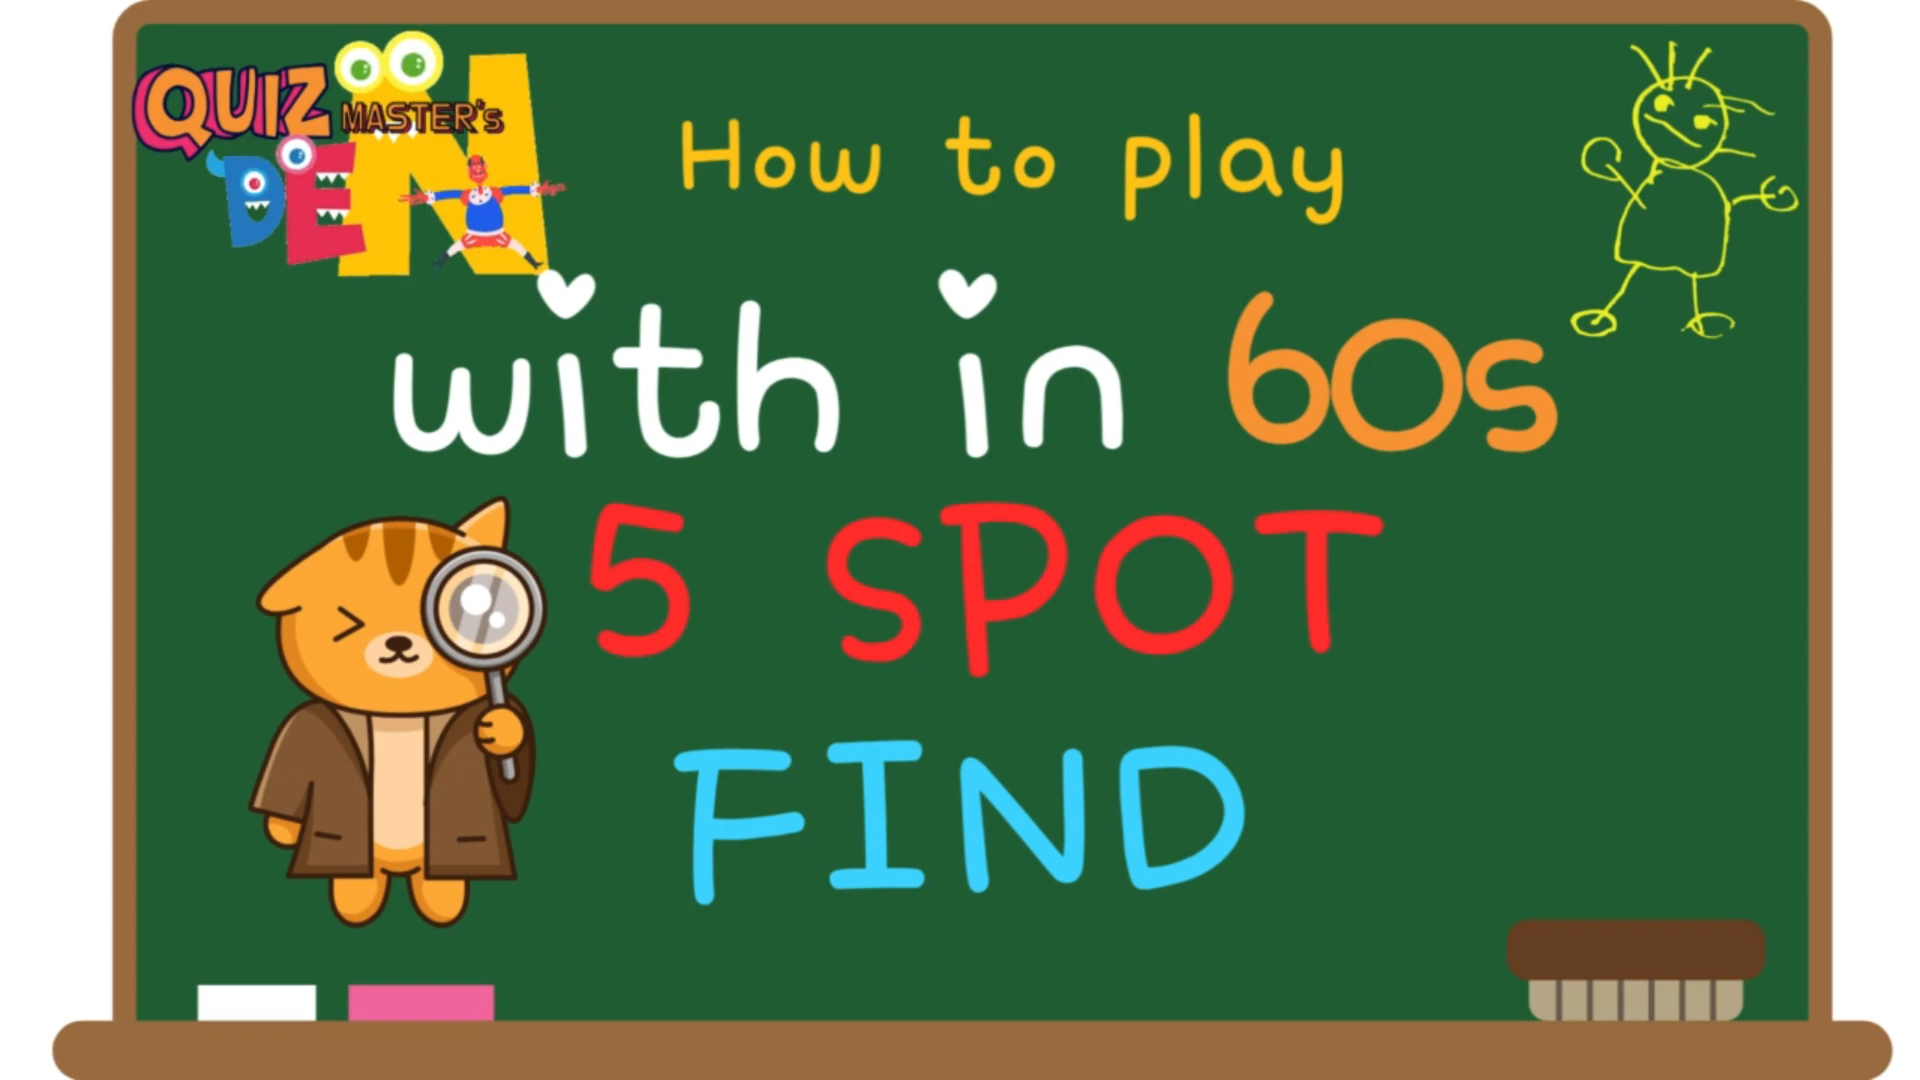 QUIZ MASTER's
DEN
How to play
with in 60s
5 SPOT
FIND